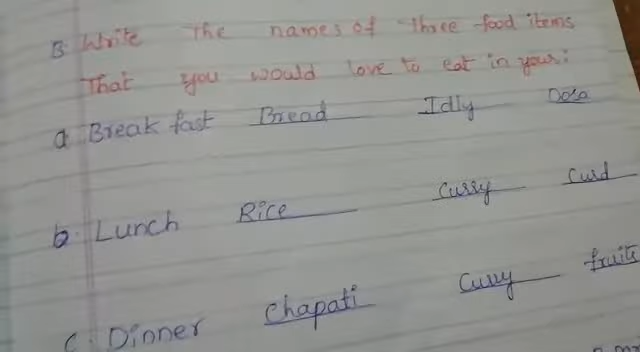 B. Write The names of three food items
That you would love to eat in your:
a. Breakfast Bread Idly Dosa
b. Lunch Rice Curry Curd
c. Dinner Chapati Curry fruits